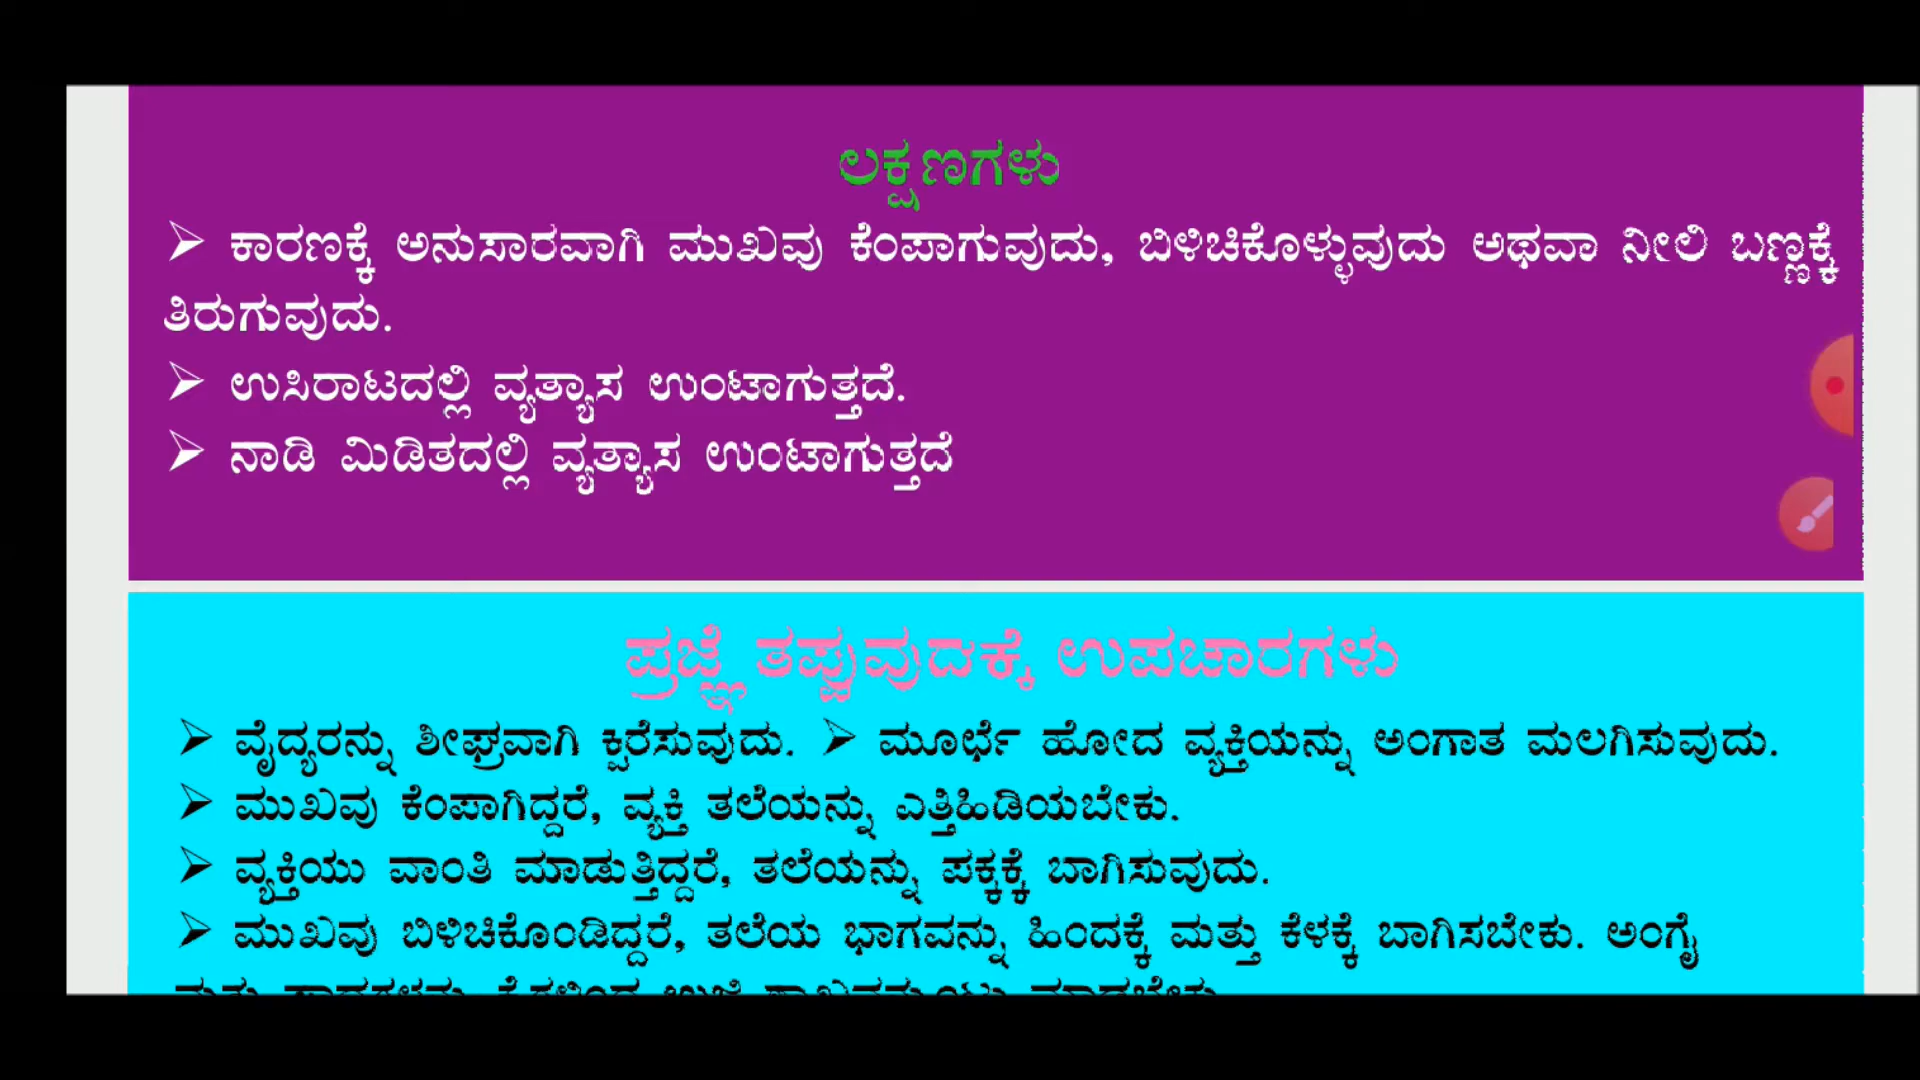 ಲಕ್ಷಣಗಳು
➢ ಕಾರಣಕ್ಕೆ ಅನುಸಾರವಾಗಿ ಮುಖವು ಕೆಂಪಾಗುವುದು, ಬಿಳಿಚಿಕೊಳ್ಳುವುದು ಅಥವಾ ನೀಲಿ ಬಣ್ಣಕ್ಕೆ
ತಿರುಗುವುದು.
➢ ಉಸಿರಾಟದಲ್ಲಿ ವ್ಯತ್ಯಾಸ ಉಂಟಾಗುತ್ತದೆ.
➢ ನಾಡಿ ಮಿಡಿತದಲ್ಲಿ ವ್ಯತ್ಯಾಸ ಉಂಟಾಗುತ್ತದೆ
ಪ್ರಜ್ಞೆ ತಪ್ಪುವುದಕ್ಕೆ ಉಪಚಾರಗಳು
➢ ವೈದ್ಯರನ್ನು ಶೀಘ್ರವಾಗಿ ಕ್ಷರೆಸುವುದು. ➢ ಮೂರ್ಛೆ ಹೋದ ವ್ಯಕ್ತಿಯನ್ನು ಅಂಗಾತ ಮಲಗಿಸುವುದು.
➢ ಮುಖವು ಕೆಂಪಾಗಿದ್ದರೆ, ವ್ಯಕ್ತಿ ತಲೆಯನ್ನು ಎತ್ತಿಹಿಡಿಯಬೇಕು.
➢ ವ್ಯಕ್ತಿಯು ವಾಂತಿ ಮಾಡುತ್ತಿದ್ದರೆ, ತಲೆಯನ್ನು ಪಕ್ಕಕ್ಕೆ ಬಾಗಿಸುವುದು.
➢ ಮುಖವು ಬಿಳಿಚಿಕೊಂಡಿದ್ದರೆ, ತಲೆಯ ಭಾಗವನ್ನು ಹಿಂದಕ್ಕೆ ಮತ್ತು ಕೆಳಕ್ಕೆ ಬಾಗಿಸಬೇಕು. ಅಂಗೈ